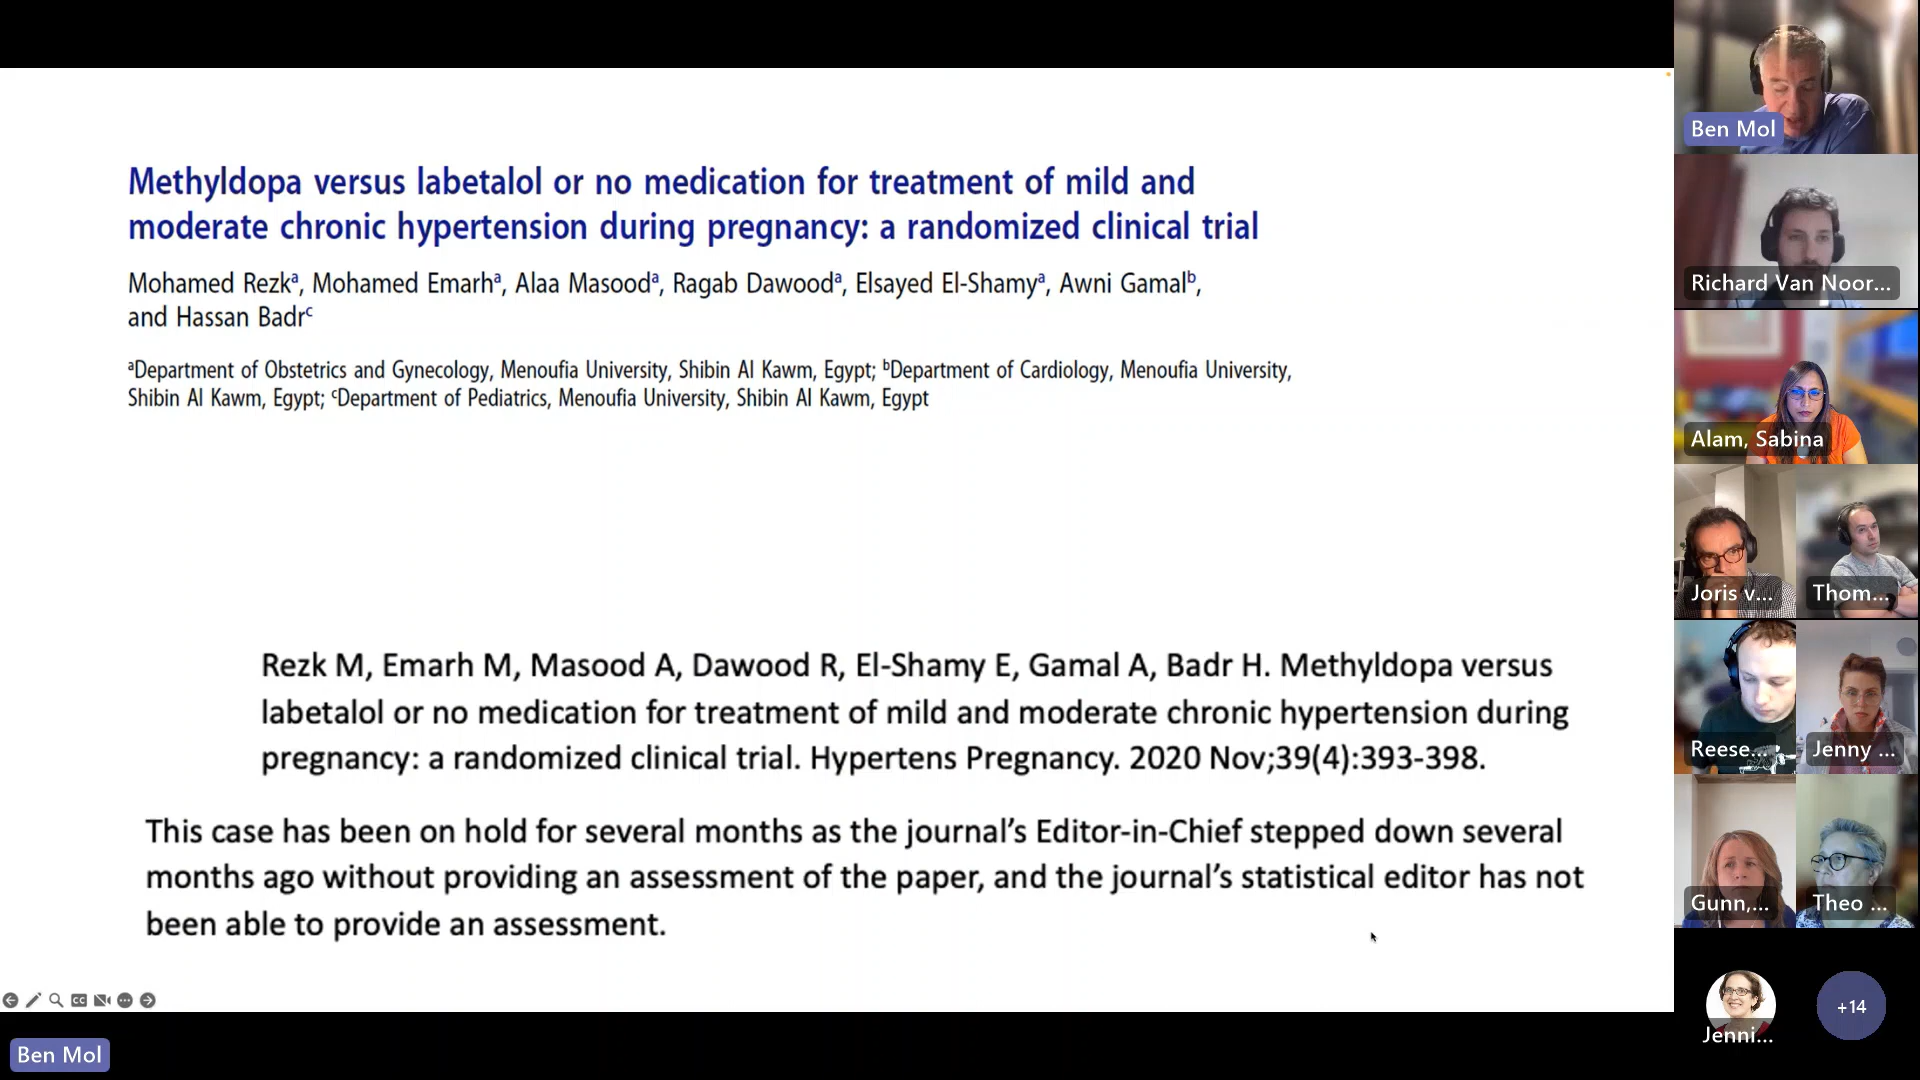 Methyldopa versus labetalol or no medication for treatment of mild and
moderate chronic hypertension during pregnancy: a randomized clinical trial
Mohamed Rezkᵃ, Mohamed Emarhᵃ, Alaa Masoodᵃ, Ragab Dawoodᵃ, Elsayed El-Shamyᵃ, Awni Gamalᵇ,
and Hassan Badrᶜ
ᵃDepartment of Obstetrics and Gynecology, Menoufia University, Shibin Al Kawm, Egypt; ᵇDepartment of Cardiology, Menoufia University,
Shibin Al Kawm, Egypt; ᶜDepartment of Pediatrics, Menoufia University, Shibin Al Kawm, Egypt
Rezk M, Emarh M, Masood A, Dawood R, El-Shamy E, Gamal A, Badr H. Methyldopa versus
labetalol or no medication for treatment of mild and moderate chronic hypertension during
pregnancy: a randomized clinical trial. Hypertens Pregnancy. 2020 Nov;39(4):393-398.
This case has been on hold for several months as the journal's Editor-in-Chief stepped down several
months ago without providing an assessment of the paper, and the journal's statistical editor has not
been able to provide an assessment.
CC
Ben Mol
Ben Mol
Richard Van Noor...
Alam, Sabina
Joris v...
Thom...
Reese...
Jenny ...
Gunn,...
Theo ...
Jenni...
+14